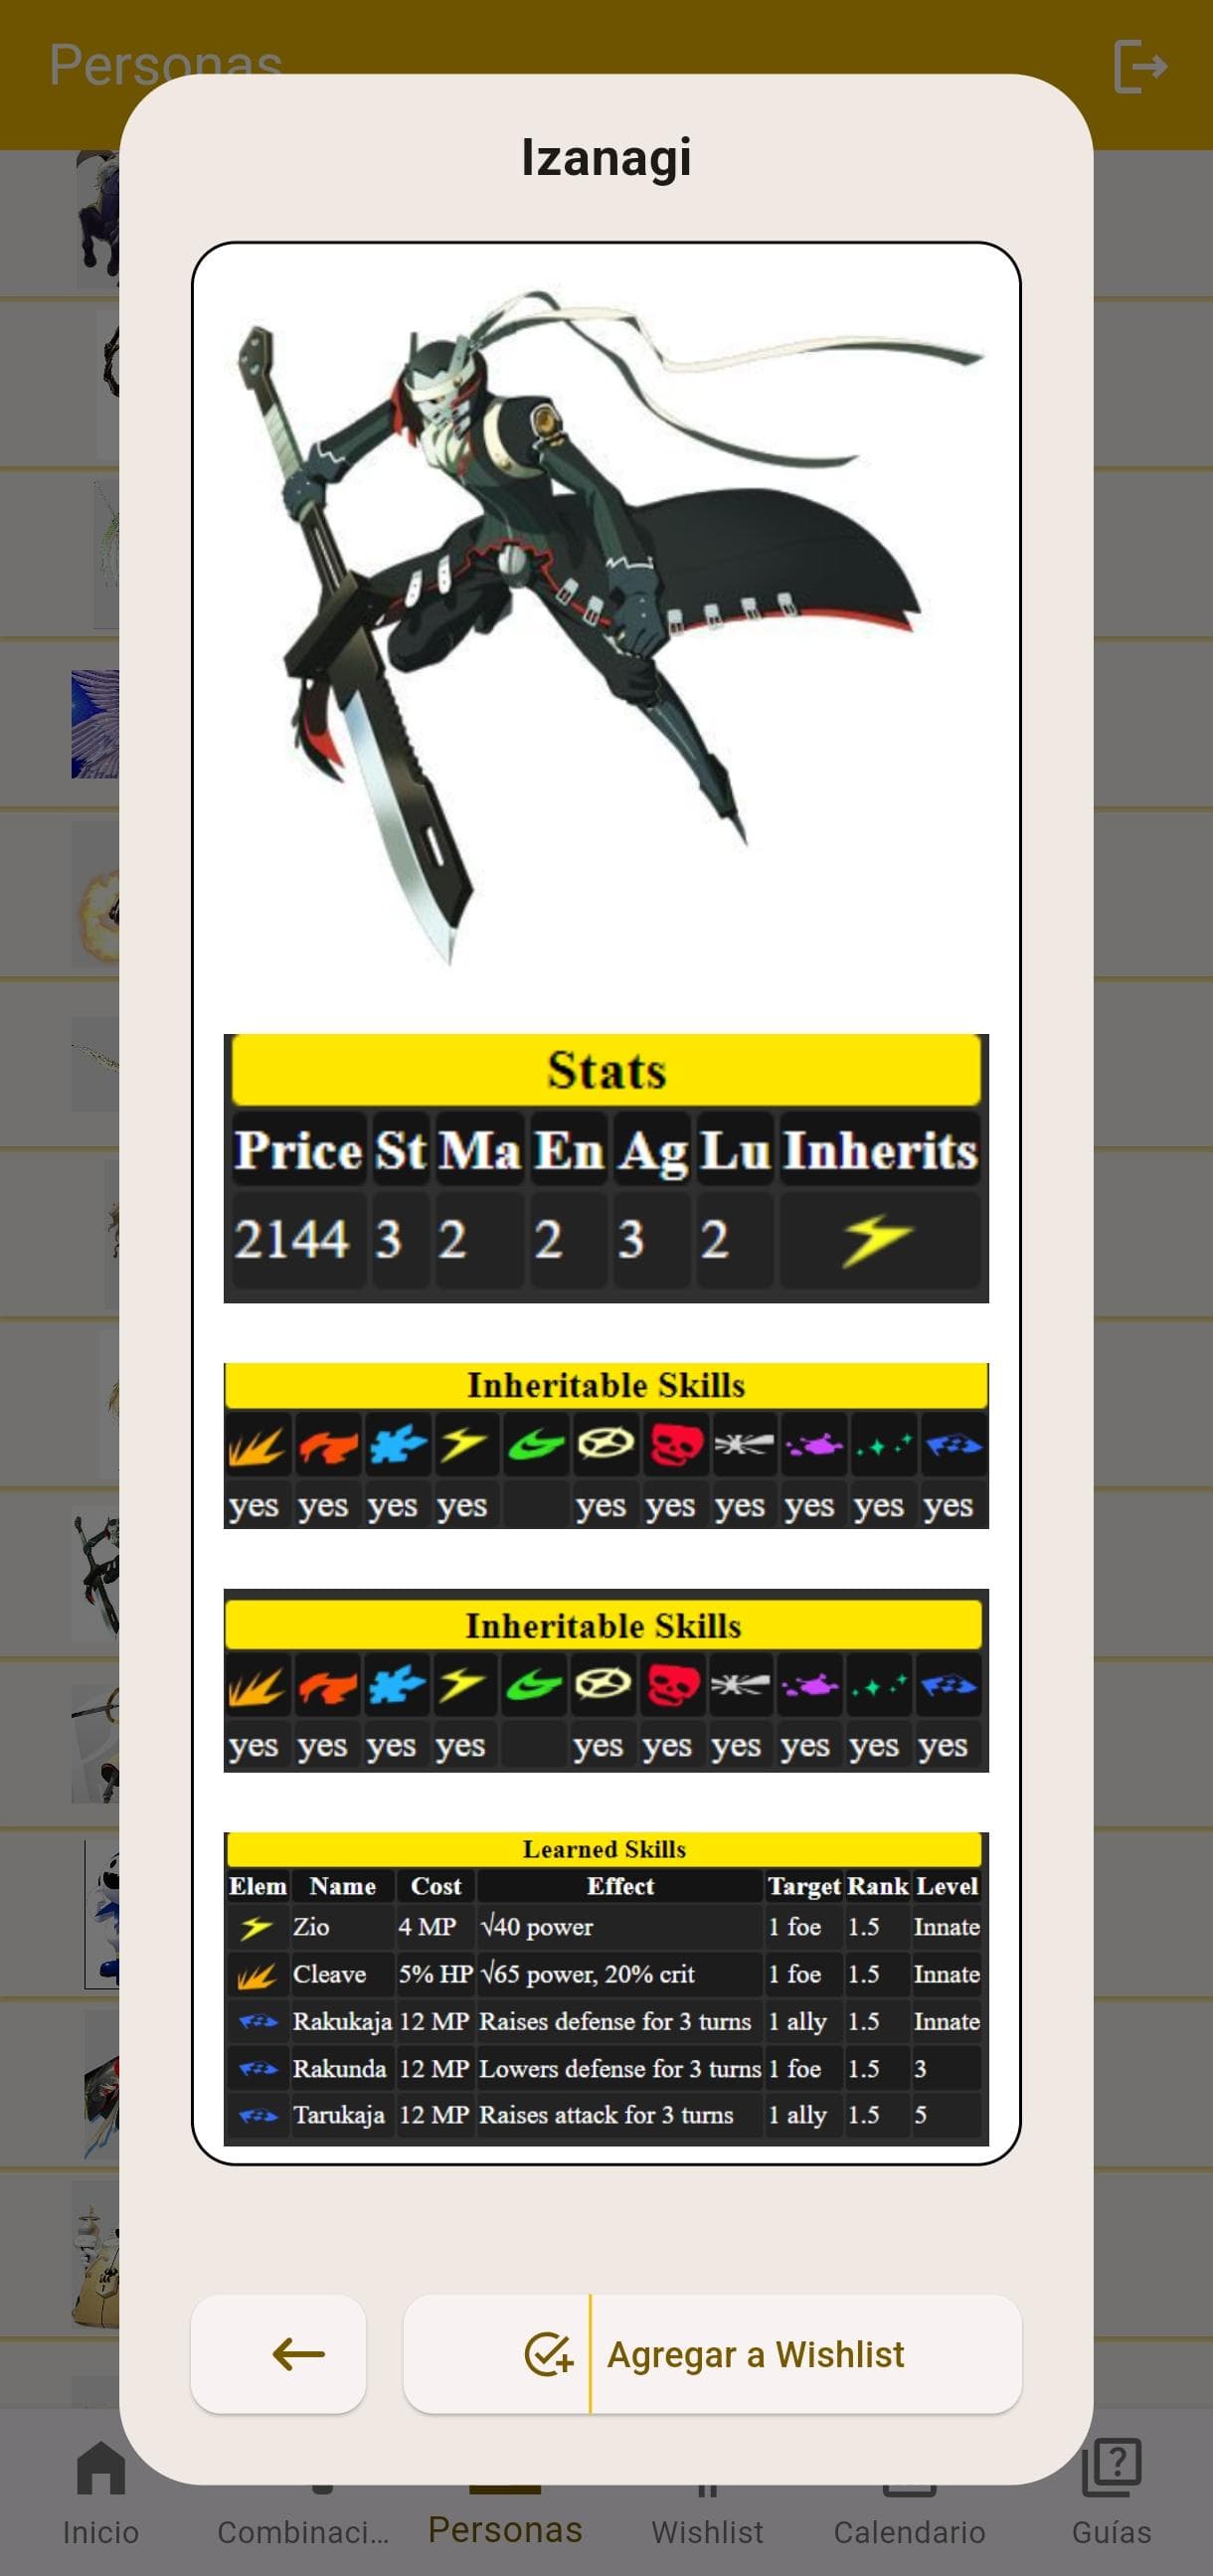 Personas
Izanagi
Stats
Price St Ma En Ag Lu Inherits
2144 3 2 2 3 2
Inheritable Skills
yes yes yes yes yes yes yes yes yes yes
Inheritable Skills
yes yes yes yes yes yes yes yes yes yes
Learned Skills
Elem Name Cost Effect Target Rank Level
Zio 4 MP √40 power 1 foe 1.5 Innate
Cleave 5% HP √65 power, 20% crit 1 foe 1.5 Innate
Rakukaja 12 MP Raises defense for 3 turns 1 ally 1.5 Innate
Rakunda 12 MP Lowers defense for 3 turns 1 foe 1.5 3
Tarukaja 12 MP Raises attack for 3 turns 1 ally 1.5 5
Agregar a Wishlist
Inicio Combinaci... Personas Wishlist Calendario Guías